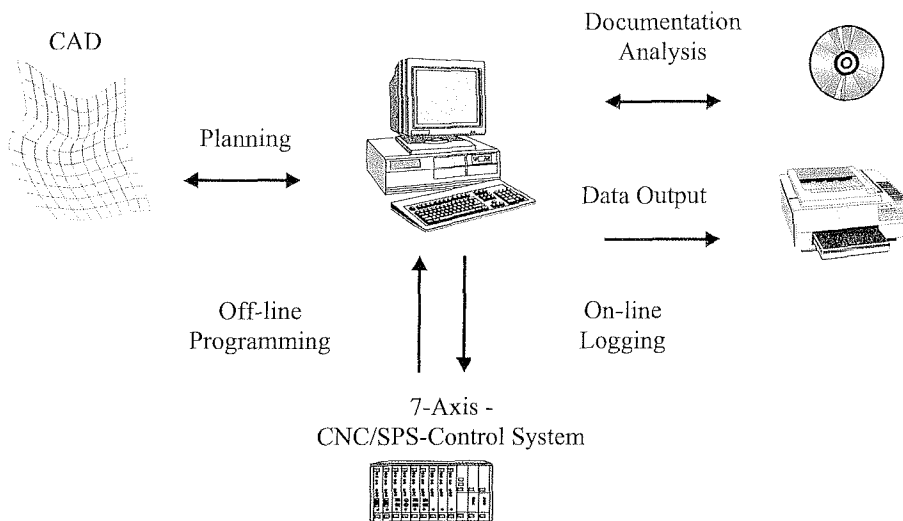 CAD
Documentation
Analysis
Planning
Data Output
Off-line
Programming
On-line
Logging
7-Axis -
CNC/SPS-Control System